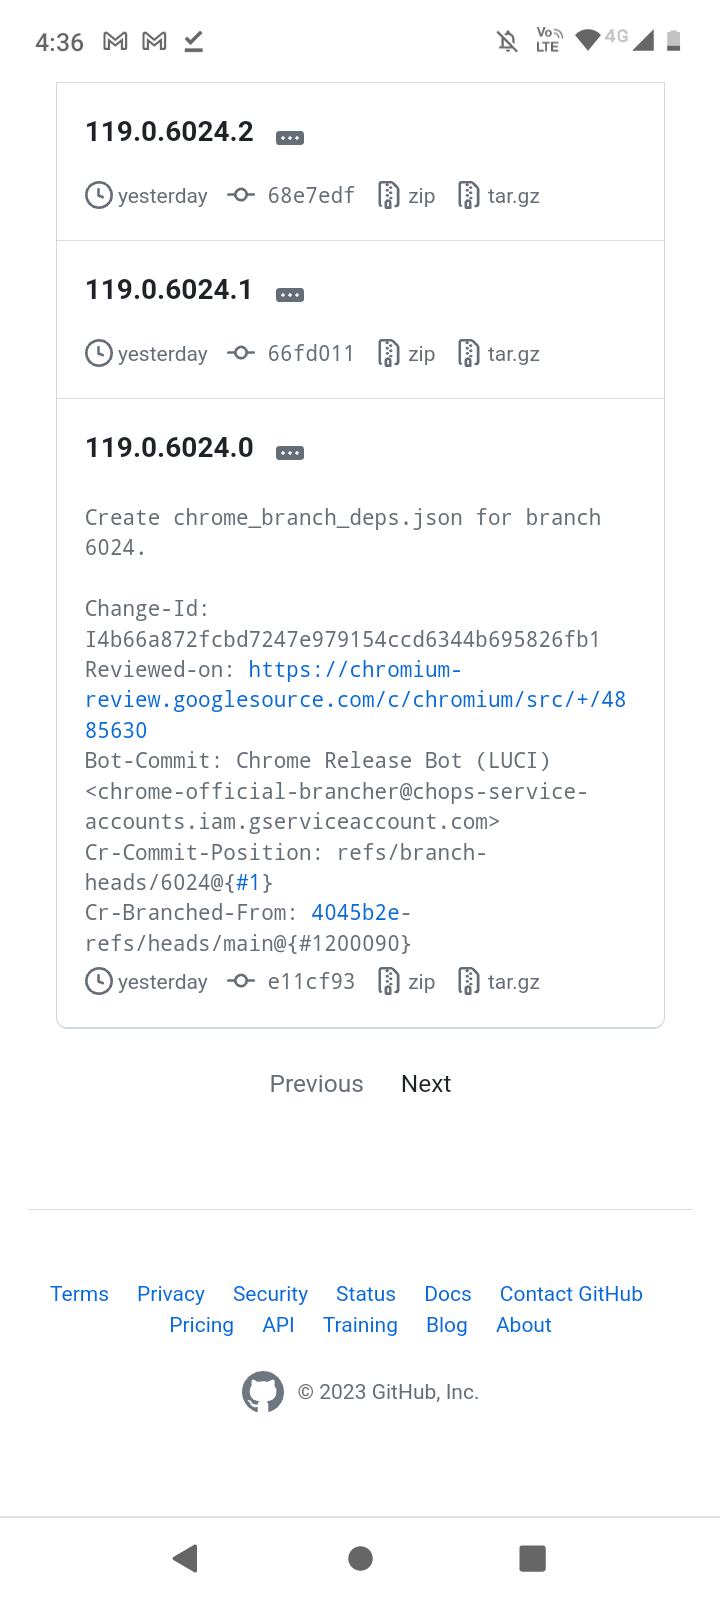 4:36 Vo LTE 4G
119.0.6024.2
yesterday 68e7edf zip tar.gz
119.0.6024.1
yesterday 66fd011 zip tar.gz
119.0.6024.0
Create chrome_branch_deps.json for branch
6024.
Change-Id:
I4b66a872fcbd7247e979154ccd6344b695826fb1
Reviewed-on: https://chromium-
review.googlesource.com/c/chromium/src/+/48
85630
Bot-Commit: Chrome Release Bot (LUCI)
<chrome-official-brancher@chops-service-
accounts.iam.gserviceaccount.com>
Cr-Commit-Position: refs/branch-
heads/6024@{#1}
Cr-Branched-From: 4045b2e-
refs/heads/main@{#1200090}
yesterday e11cf93 zip tar.gz
Previous Next
Terms Privacy Security Status Docs Contact GitHub
Pricing API Training Blog About
© 2023 GitHub, Inc.